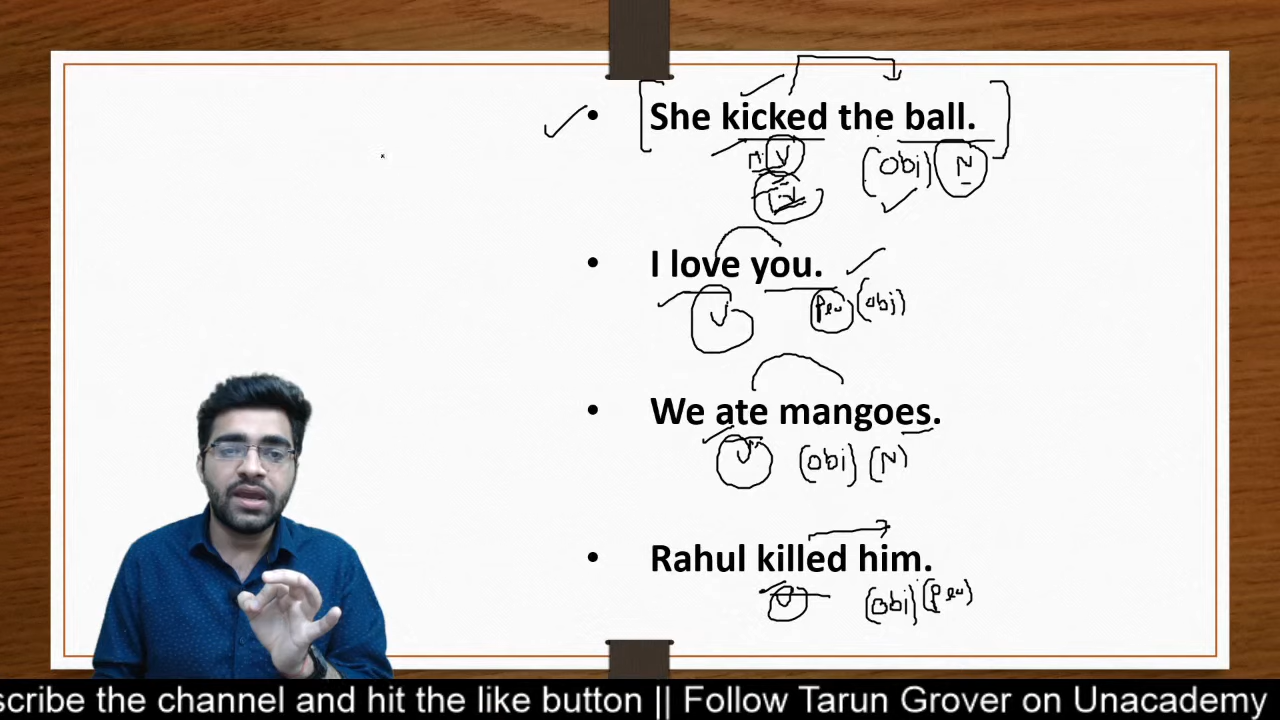 • She kicked the ball.
V (Obj) N
• I love you.
V (obj)
• We ate mangoes.
V (Obj) (N)
• Rahul killed him.
V (Obj)
scribe the channel and hit the like button || Follow Tarun Grover on Unacademy